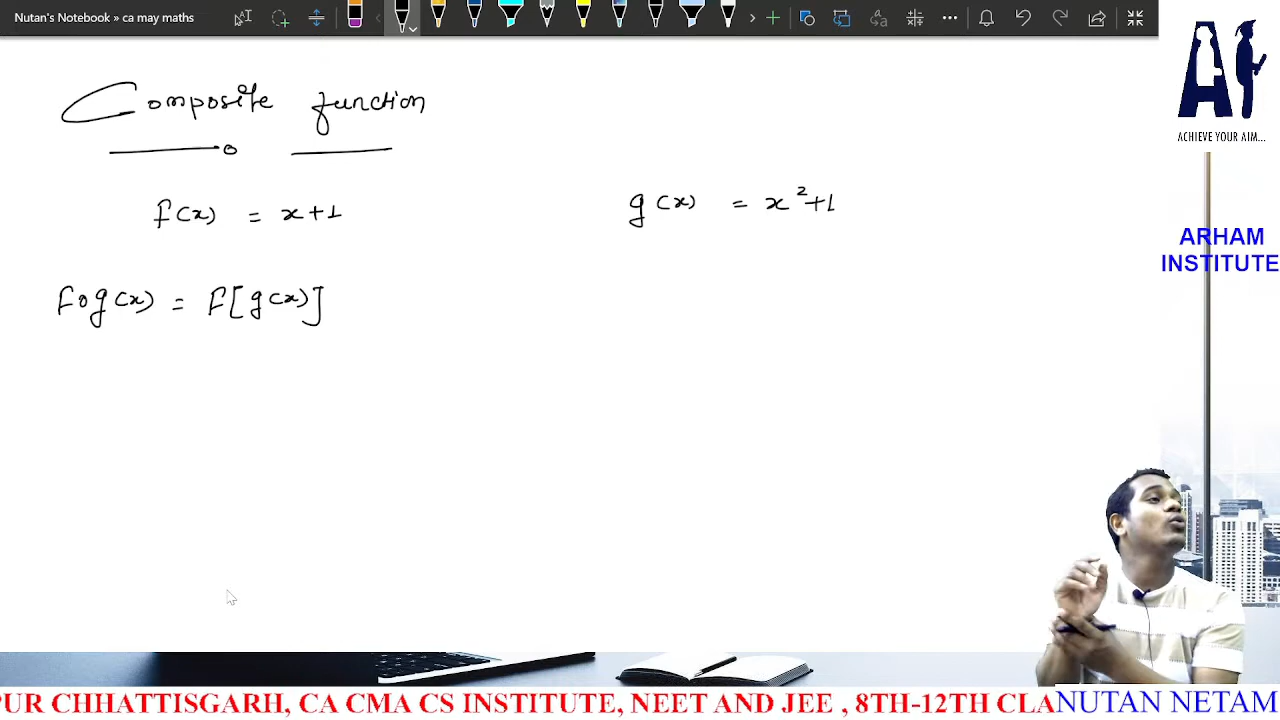 Nutan's Notebook » ca may maths
Composite function
f(x) = x+1
g(x) = x²+1
fog(x) = f[g(x)]
ACHIEVE YOUR AIM...
ARHAM
INSTITUTE
PUR CHHATTISGARH, CA CMA CS INSTITUTE, NEET AND JEE , 8TH-12TH CLA
NUTAN NETAM